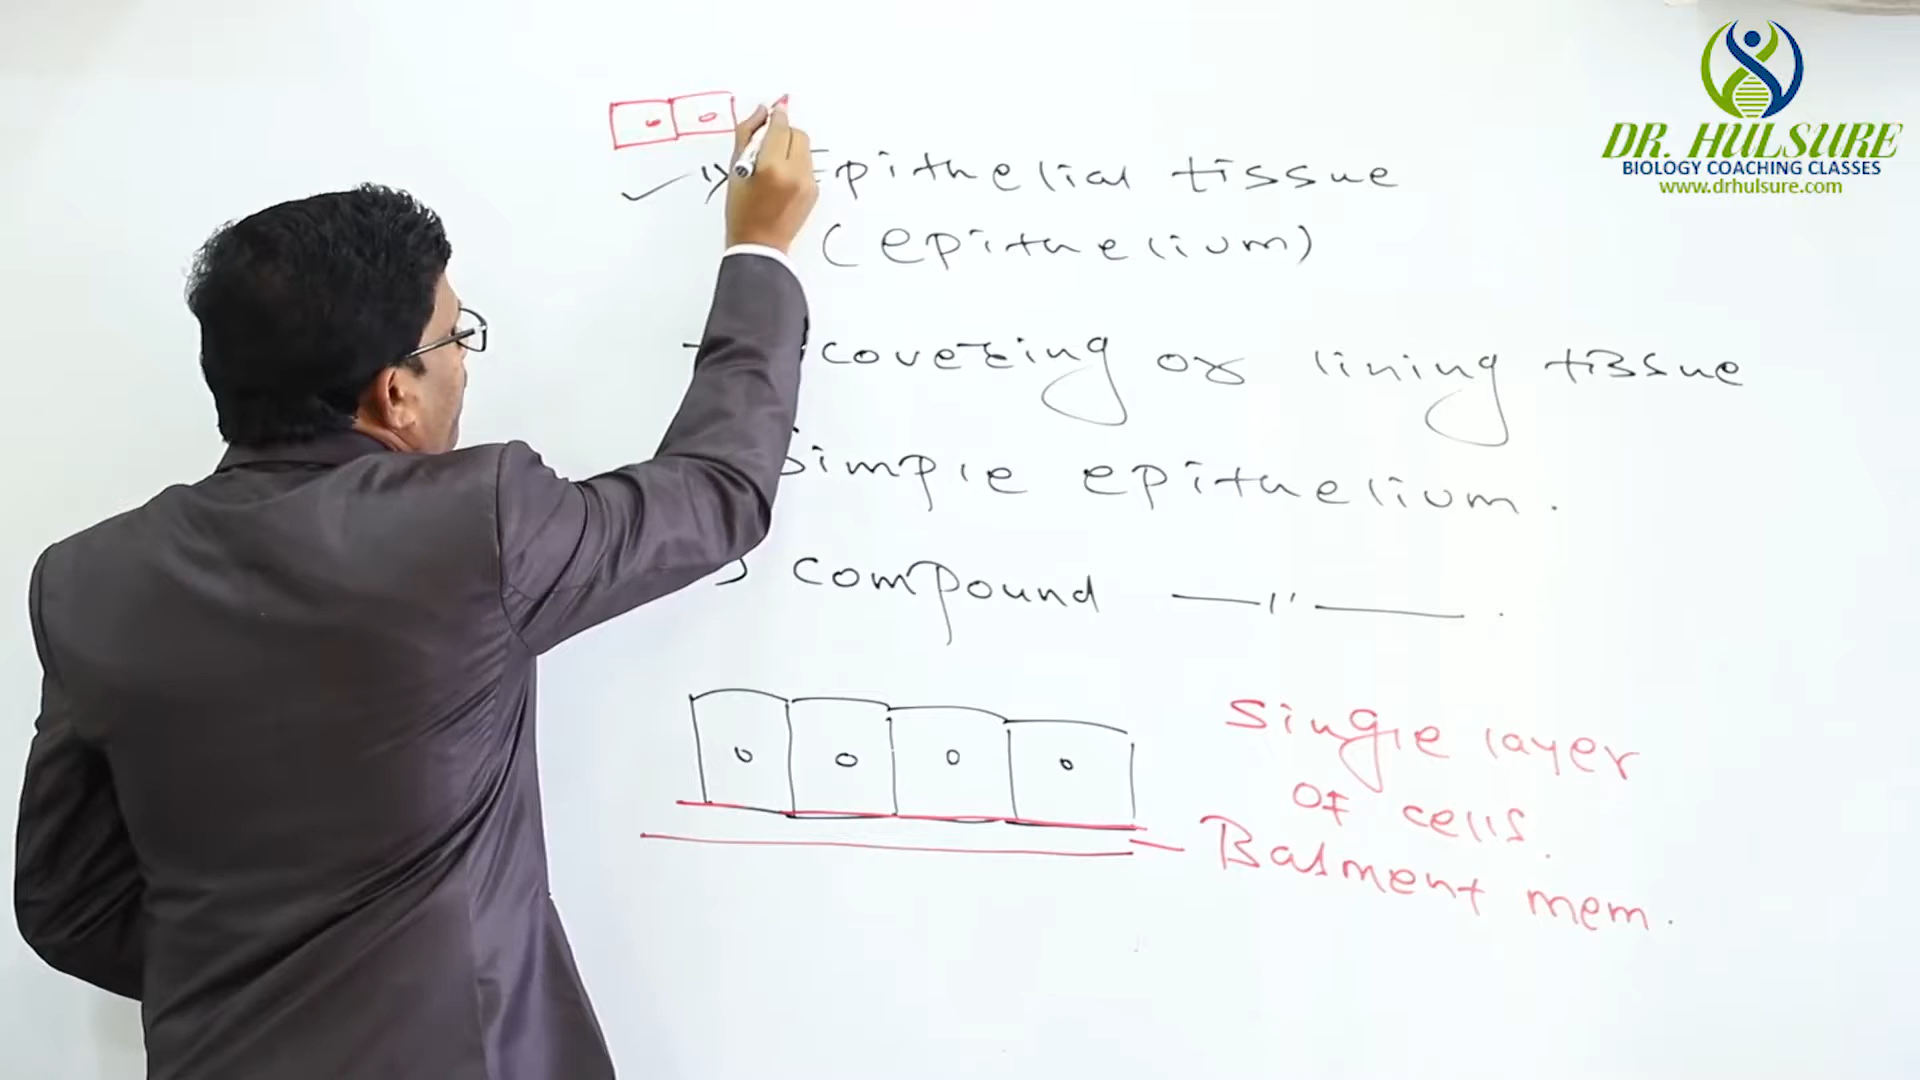 DR. HULSURE
BIOLOGY COACHING CLASSES
www.drhulsure.com
Epithelial tissue
(epithelium)
covering or lining tissue
Simple epithelium.
compound —〃— .
Single layer
of cells.
Basment mem.